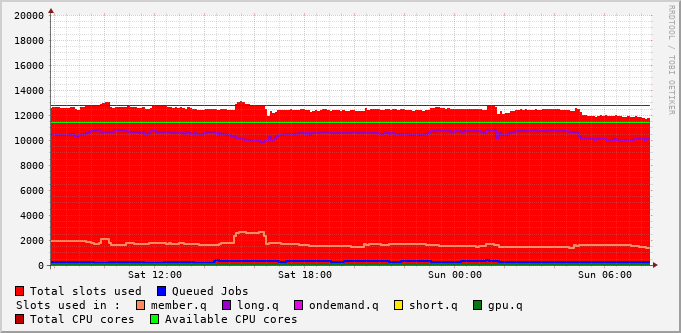 20000
18000
16000
14000
12000
10000
8000
6000
4000
2000
0
Sat 12:00 Sat 18:00 Sun 00:00 Sun 06:00
RRDTOOL / TOBI OETIKER
Total slots used Queued Jobs
Slots used in : member.q long.q ondemand.q short.q gpu.q
Total CPU cores Available CPU cores